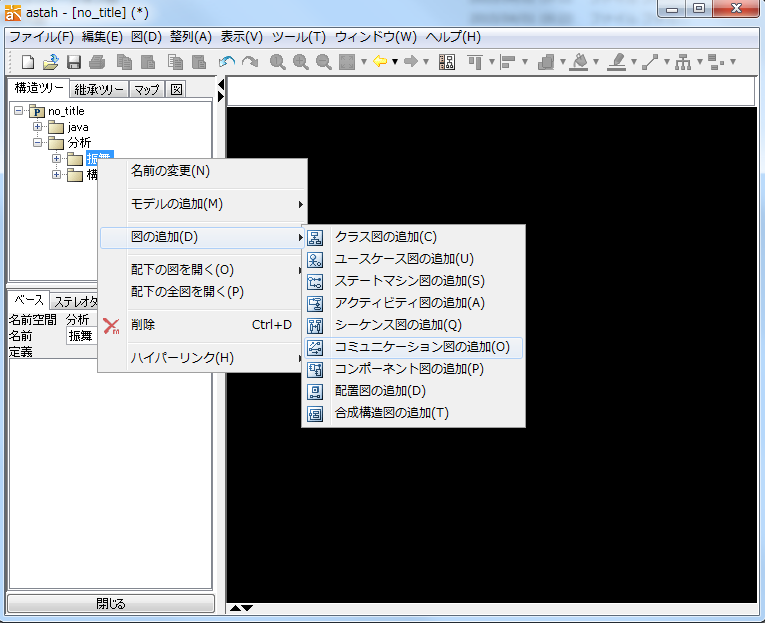 astah - [no_title] (*)
ファイル(F) 編集(E) 図(D) 整列(A) 表示(V) ツール(T) ウィンドウ(W) ヘルプ(H)
構造ツリー 継承ツリー マップ 図
no_title
java
分析
振舞
構
名前の変更(N)
モデルの追加(M)
図の追加(D)
配下の図を開く(O)
配下の全図を開く(P)
削除 Ctrl+D
ハイパーリンク(H)
クラス図の追加(C)
ユースケース図の追加(U)
ステートマシン図の追加(S)
アクティビティ図の追加(A)
シーケンス図の追加(Q)
コミュニケーション図の追加(O)
コンポーネント図の追加(P)
配置図の追加(D)
合成構造図の追加(T)
ベース ステレオタ
名前空間 分析
名前 振舞
定義
閉じる